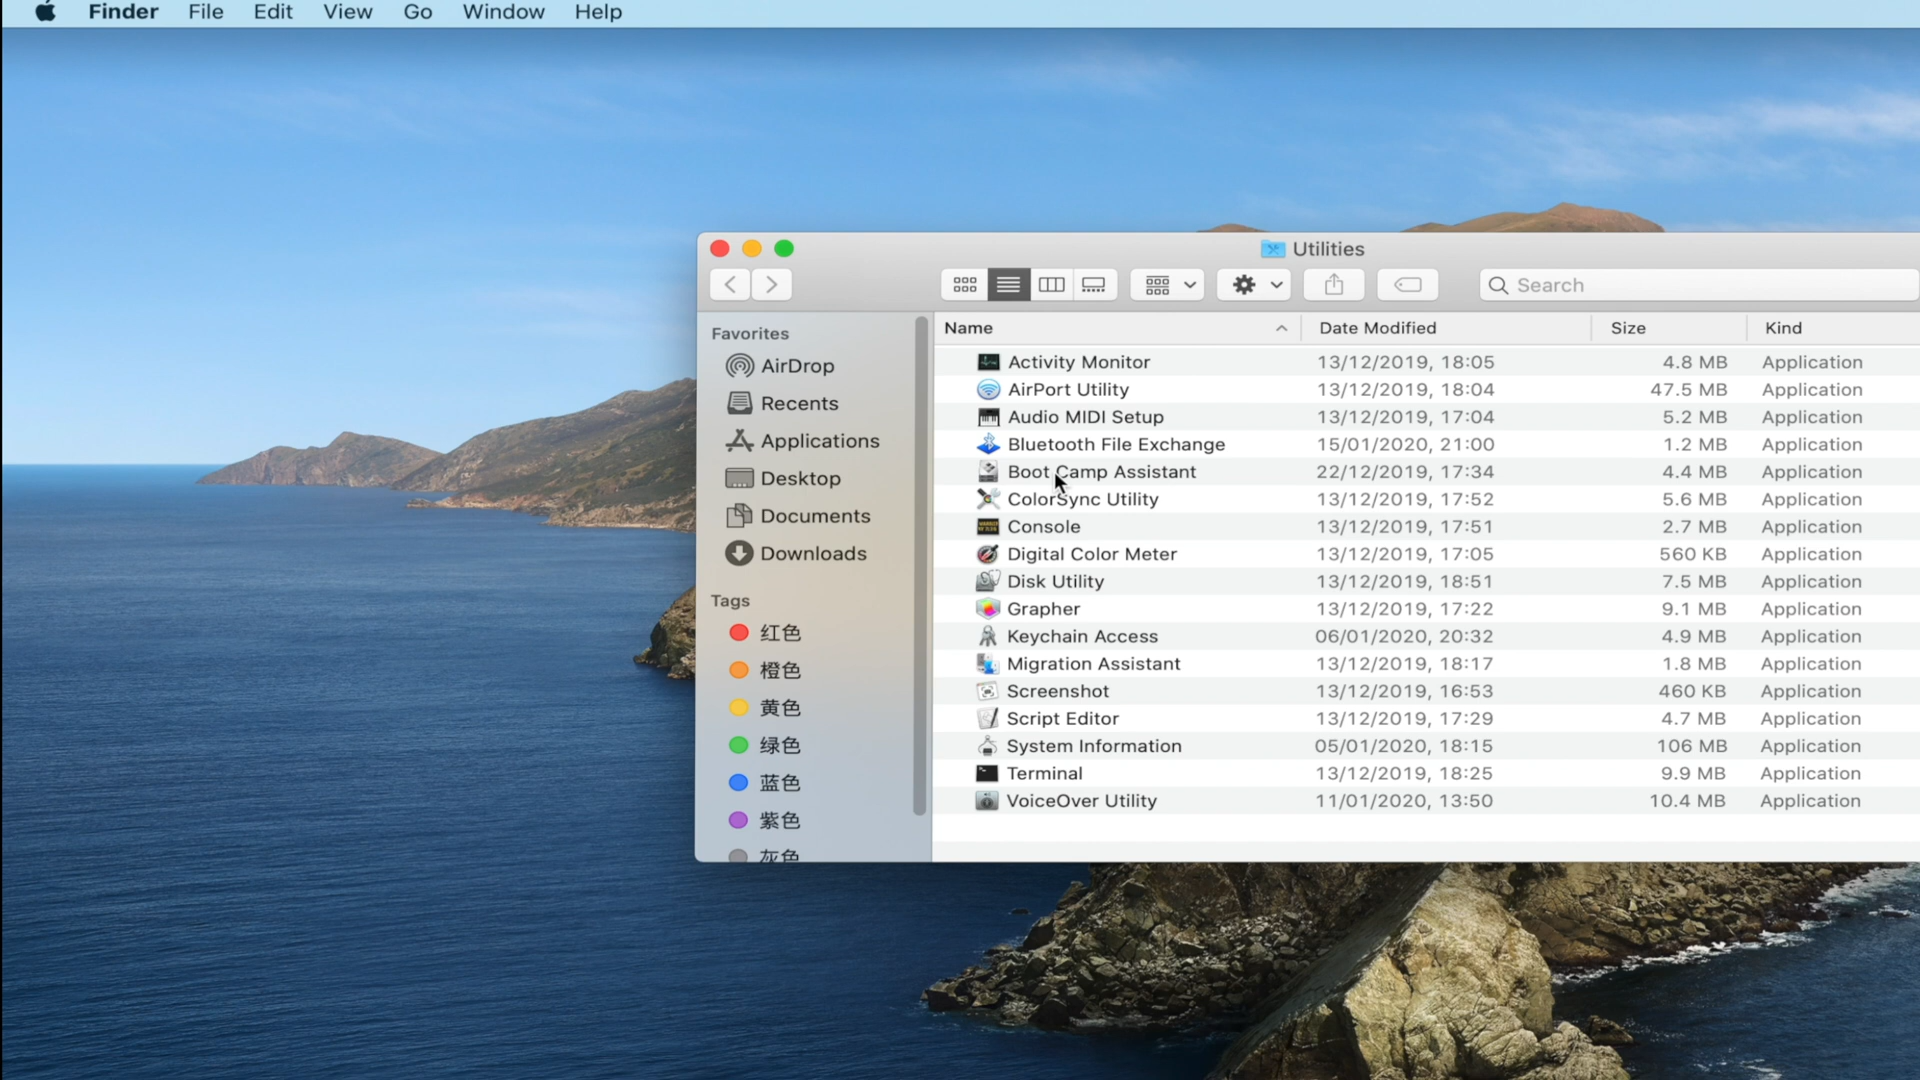 Finder File Edit View Go Window Help
Utilities
Search
Favorites
AirDrop
Recents
Applications
Desktop
Documents
Downloads
Tags
红色
橙色
黄色
绿色
蓝色
紫色
灰色
Name Date Modified Size Kind
Activity Monitor 13/12/2019, 18:05 4.8 MB Application
AirPort Utility 13/12/2019, 18:04 47.5 MB Application
Audio MIDI Setup 13/12/2019, 17:04 5.2 MB Application
Bluetooth File Exchange 15/01/2020, 21:00 1.2 MB Application
Boot Camp Assistant 22/12/2019, 17:34 4.4 MB Application
ColorSync Utility 13/12/2019, 17:52 5.6 MB Application
Console 13/12/2019, 17:51 2.7 MB Application
Digital Color Meter 13/12/2019, 17:05 560 KB Application
Disk Utility 13/12/2019, 18:51 7.5 MB Application
Grapher 13/12/2019, 17:22 9.1 MB Application
Keychain Access 06/01/2020, 20:32 4.9 MB Application
Migration Assistant 13/12/2019, 18:17 1.8 MB Application
Screenshot 13/12/2019, 16:53 460 KB Application
Script Editor 13/12/2019, 17:29 4.7 MB Application
System Information 05/01/2020, 18:15 106 MB Application
Terminal 13/12/2019, 18:25 9.9 MB Application
VoiceOver Utility 11/01/2020, 13:50 10.4 MB Application